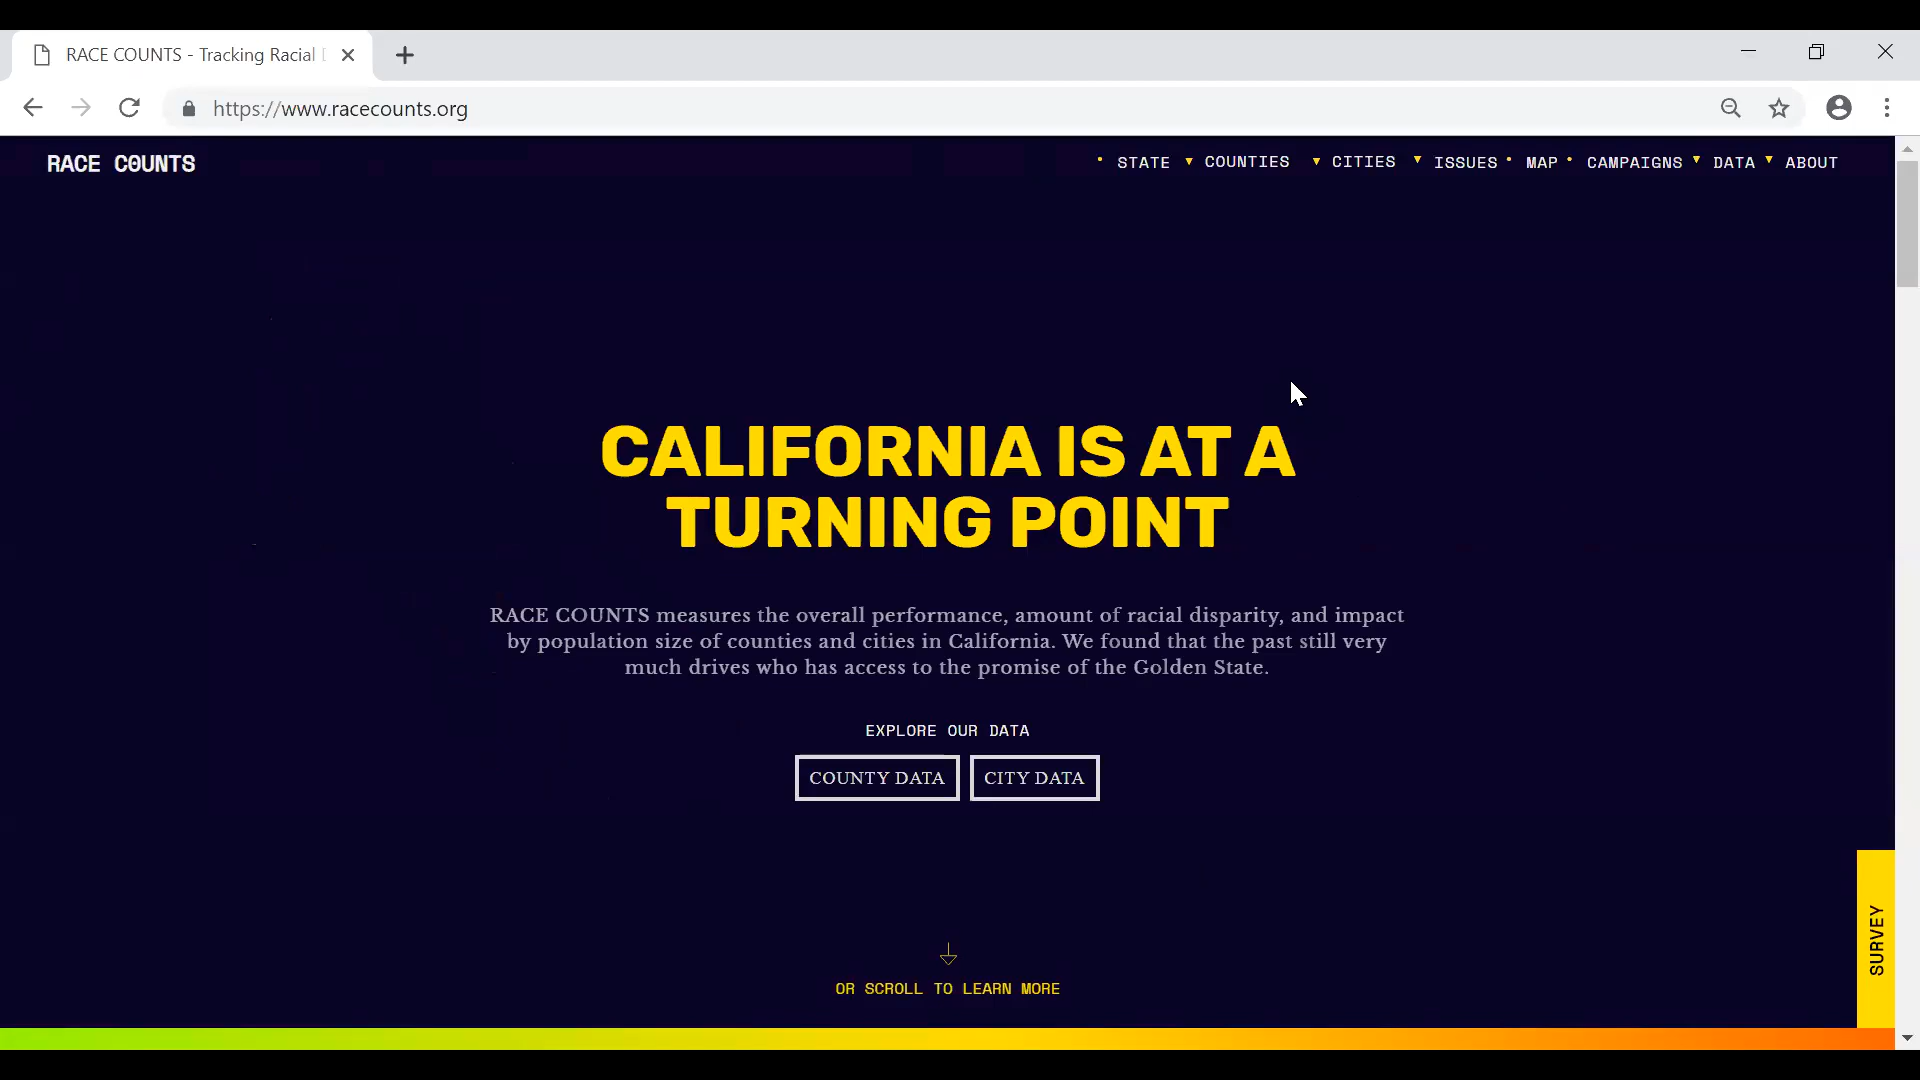 RACE COUNTS - Tracking Racial
https://www.racecounts.org
RACE COUNTS
STATE COUNTIES CITIES ISSUES MAP CAMPAIGNS DATA ABOUT
CALIFORNIA IS AT A
TURNING POINT
RACE COUNTS measures the overall performance, amount of racial disparity, and impact
by population size of counties and cities in California. We found that the past still very
much drives who has access to the promise of the Golden State.
EXPLORE OUR DATA
COUNTY DATA CITY DATA
SURVEY
OR SCROLL TO LEARN MORE